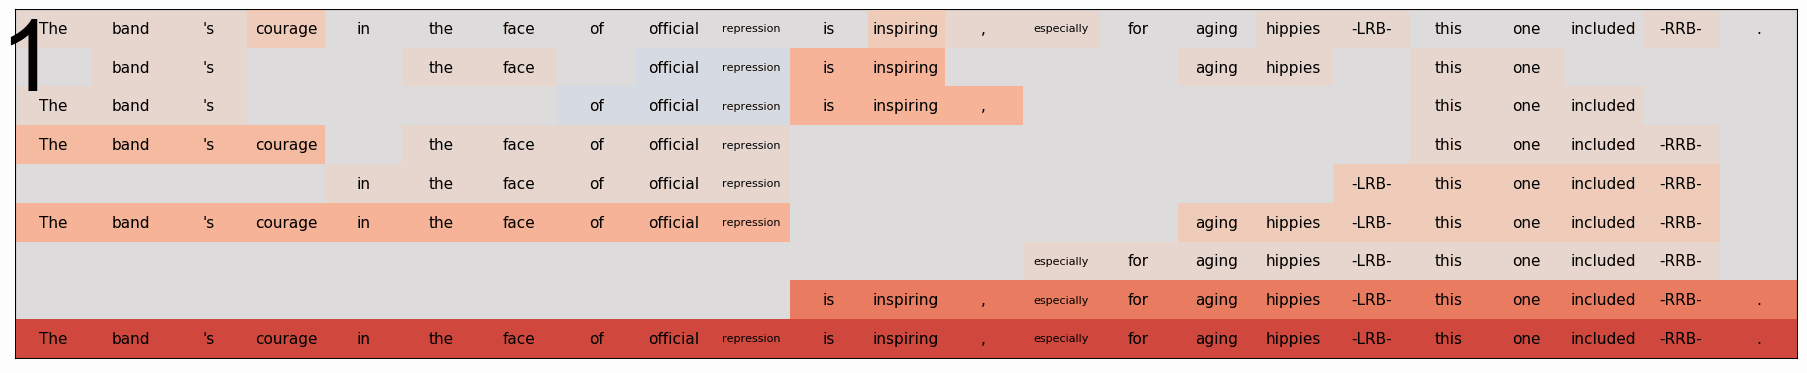 1
The band 's courage in the face of official repression is inspiring , especially for aging hippies -LRB- this one included -RRB- .
band 's the face official repression is inspiring aging hippies this one
The band 's of official repression is inspiring , this one included
The band 's courage the face of official repression this one included -RRB-
in the face of official repression -LRB- this one included -RRB-
The band 's courage in the face of official repression aging hippies -LRB- this one included -RRB-
especially for aging hippies -LRB- this one included -RRB-
is inspiring , especially for aging hippies -LRB- this one included -RRB- .
The band 's courage in the face of official repression is inspiring , especially for aging hippies -LRB- this one included -RRB- .